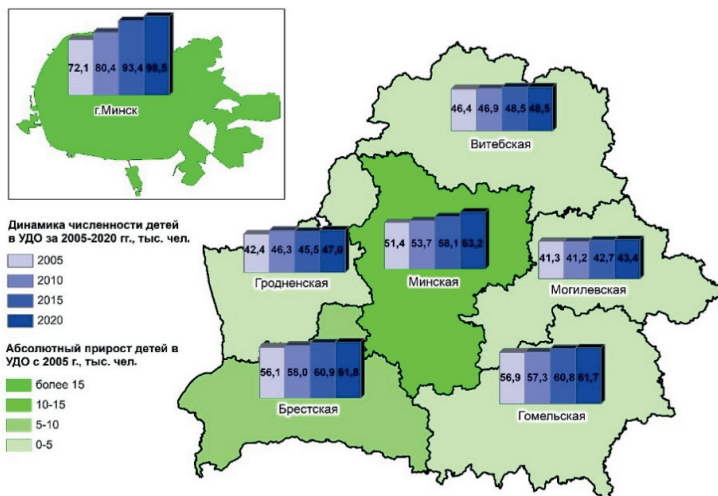 72,1 80,4 93,4 98,5
г.Минск
46,4 46,9 48,5 48,5
Витебская
Динамика численности детей
в УДО за 2005-2020 гг., тыс. чел.
2005
2010
2015
2020
42,4 46,3 45,5 47,0
Гродненская
51,4 53,7 58,1 63,2
Минская
41,3 41,2 42,7 43,4
Могилевская
Абсолютный прирост детей в
УДО с 2005 г., тыс. чел.
более 15
10-15
5-10
0-5
56,1 58,0 60,9 61,8
Брестская
56,9 57,3 60,8 61,7
Гомельская